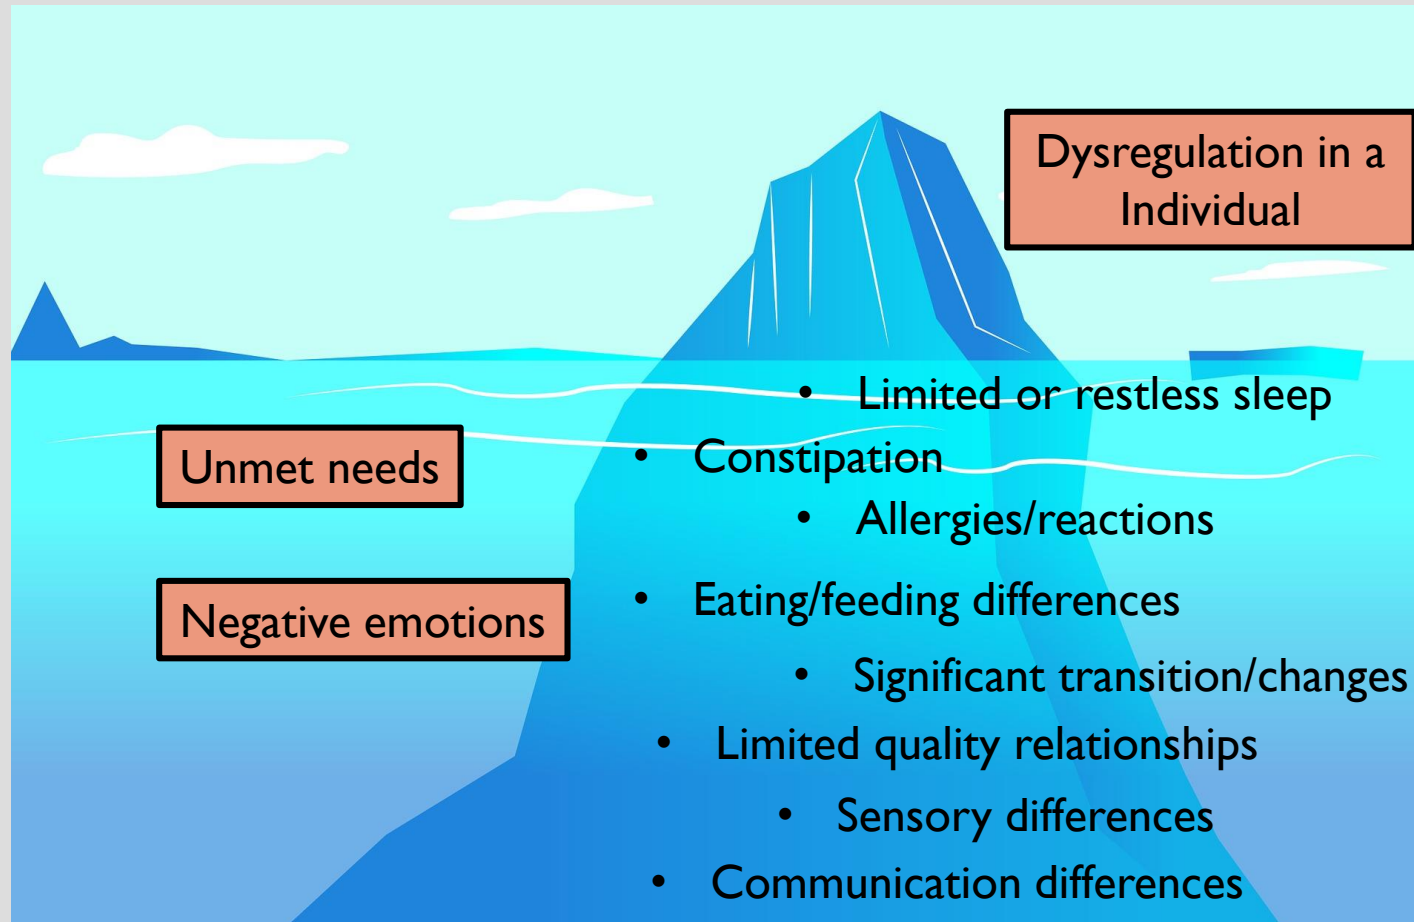 Dysregulation in a
Individual
• Limited or restless sleep
Unmet needs
• Constipation
• Allergies/reactions
Negative emotions
• Eating/feeding differences
• Significant transition/changes
• Limited quality relationships
• Sensory differences
• Communication differences